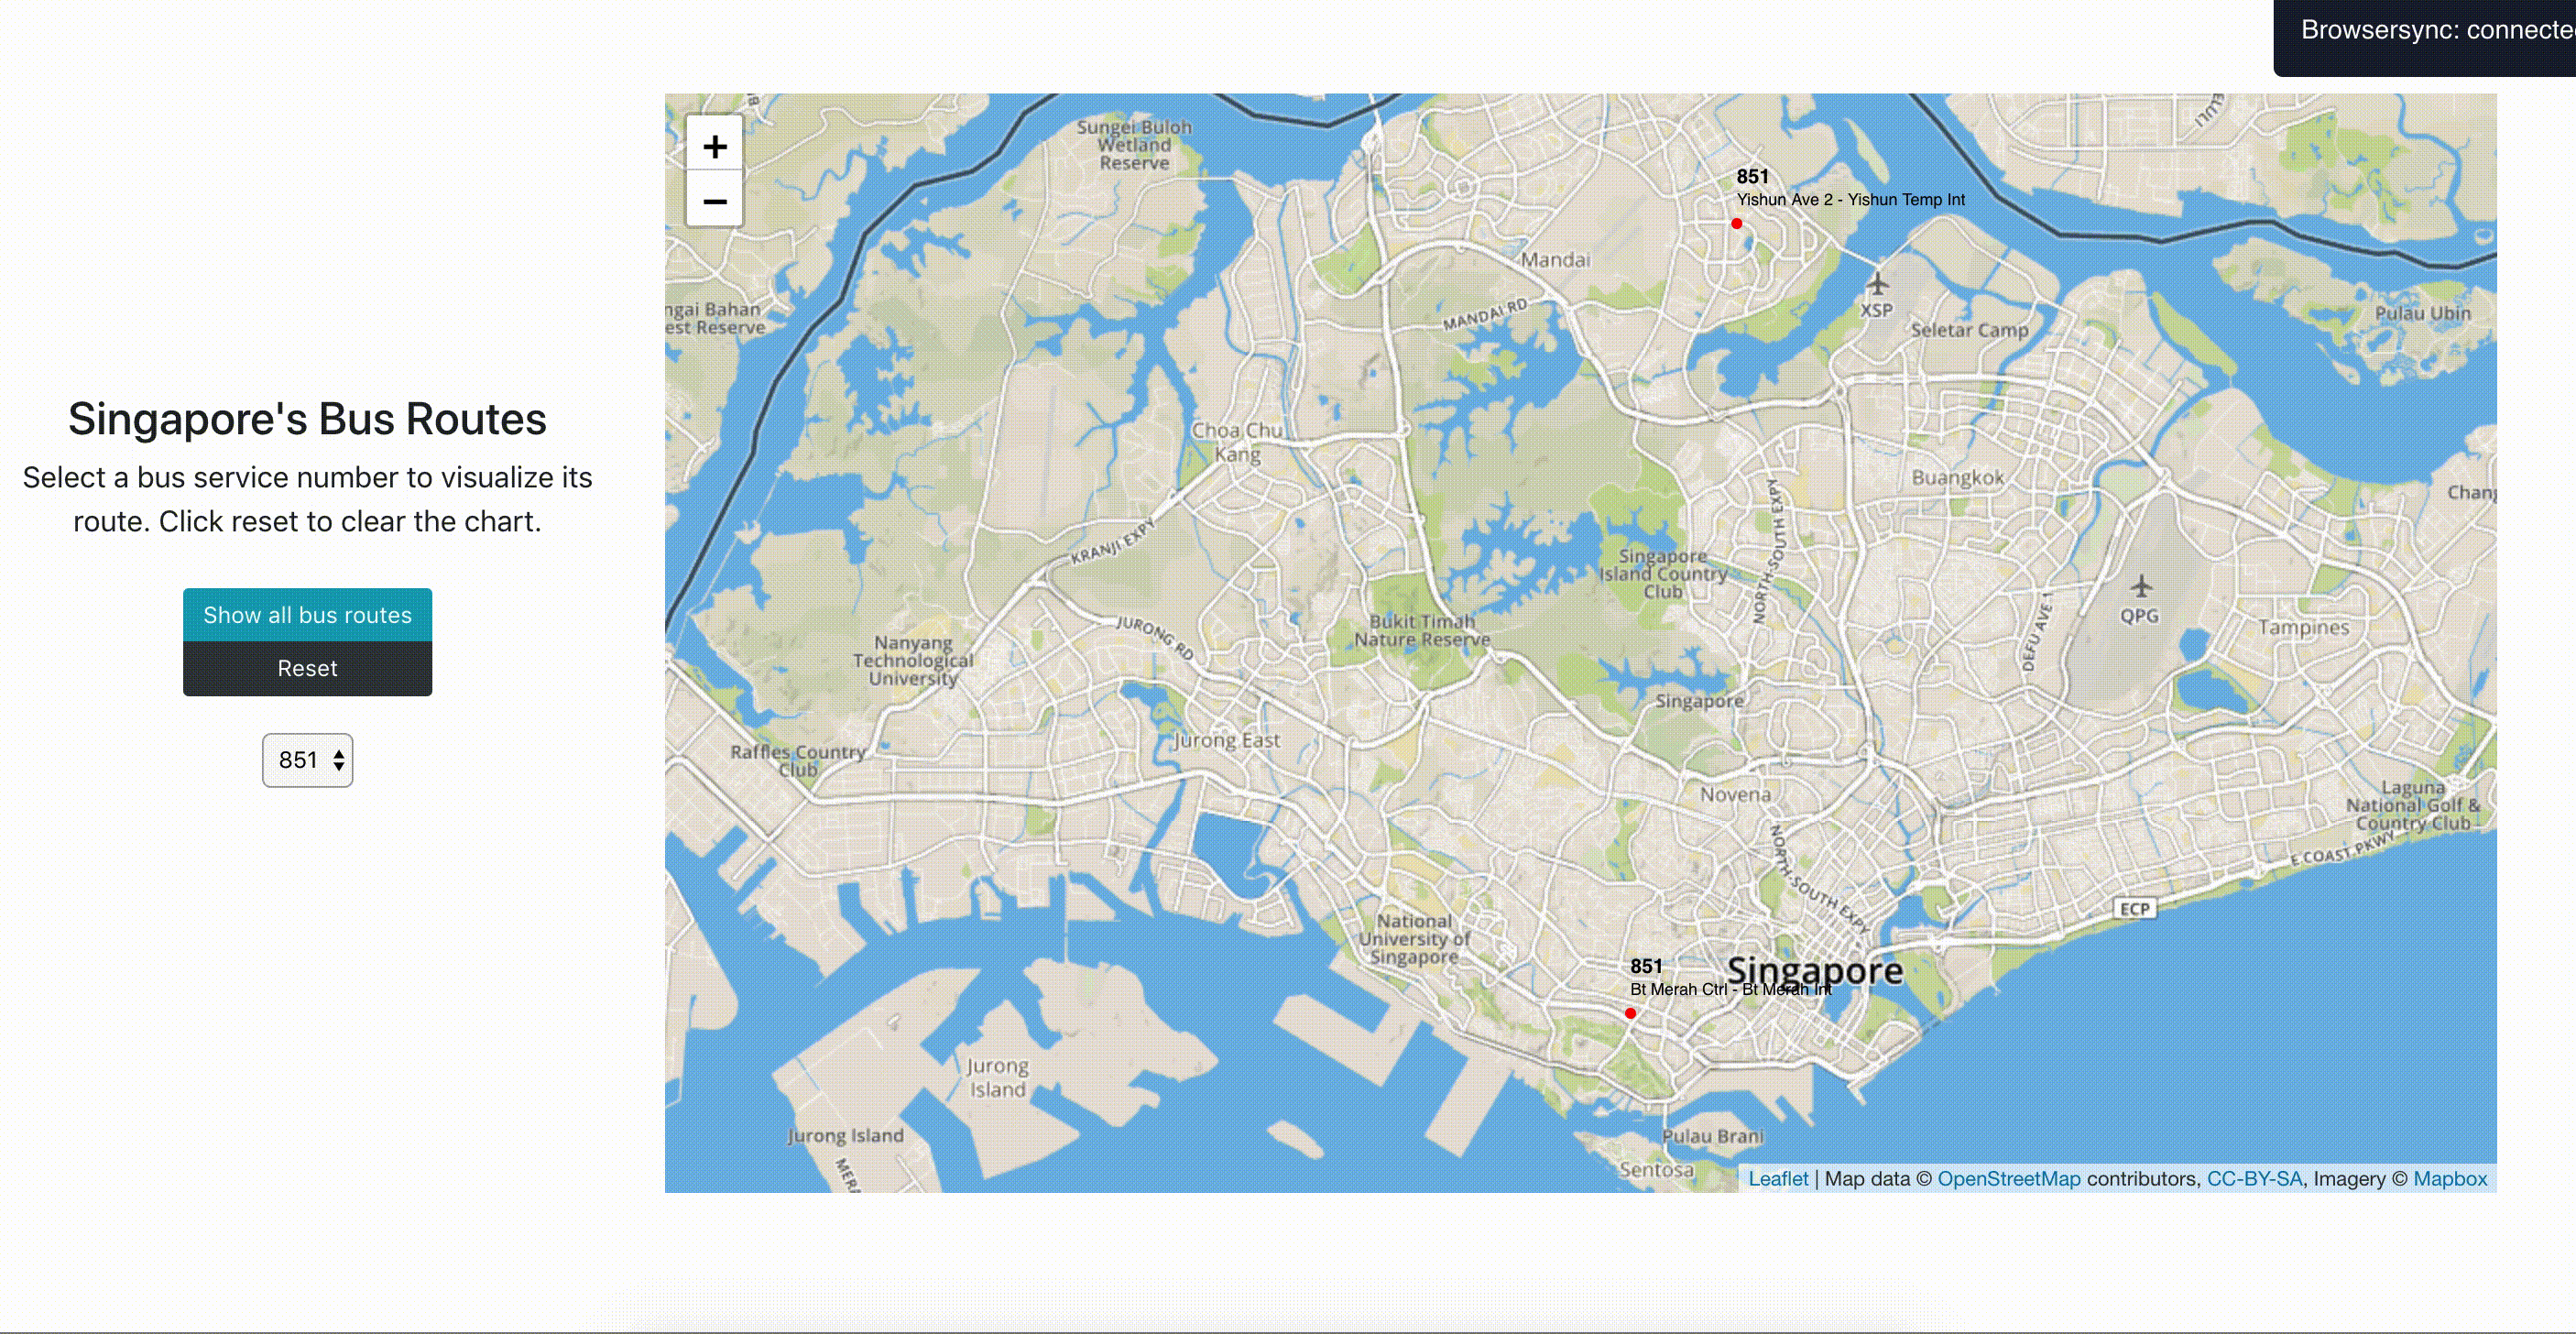 Browsersync: connecte
Singapore's Bus Routes
Select a bus service number to visualize its
route. Click reset to clear the chart.
Show all bus routes
Reset
851
+
−
Sungei Buloh
Wetland
Reserve
851
Yishun Ave 2 - Yishun Temp Int
Mandai
MANDAI RD
XSP
Seletar Camp
Pulau Ubin
ngai Bahan
est Reserve
Choa Chu
Kang
KRANJI EXPY
Buangkok
Chang
NORTH-SOUTH EXPY
Singapore
Island Country
Club
Bukit Timah
Nature Reserve
JURONG RD
Nanyang
Technological
University
QPG
DEFU AVE 1
Tampines
Singapore
Jurong East
Raffles Country
Club
Novena
Laguna
National Golf &
Country Club
E COAST PKWY
NORTH-SOUTH EXPY
ECP
National
University of
Singapore
851
Bt Merah Ctrl - Bt Merah Int
Singapore
Jurong
Island
Jurong Island
MERA
Pulau Brani
Sentosa
Leaflet | Map data © OpenStreetMap contributors, CC-BY-SA, Imagery © Mapbox